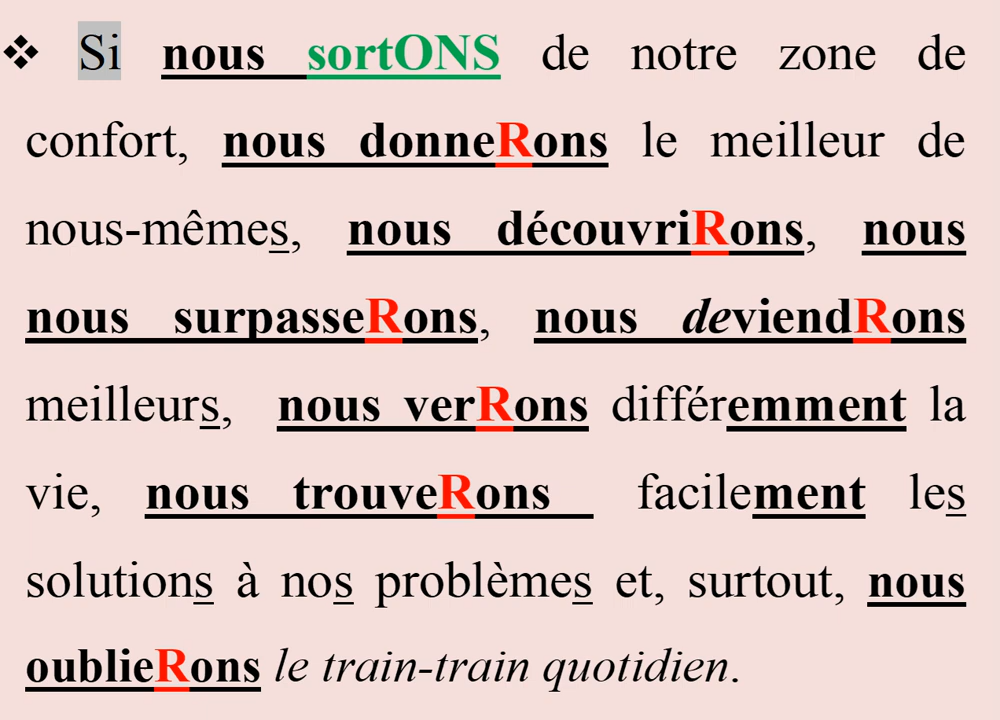 ❖ Si nous sortONS de notre zone de
confort, nous donneRons le meilleur de
nous-mêmes, nous découvriRons, nous
nous surpasseRons, nous deviendRons
meilleurs, nous verRons différemment la
vie, nous trouveRons facilement les
solutions à nos problèmes et, surtout, nous
oublieRons le train-train quotidien.